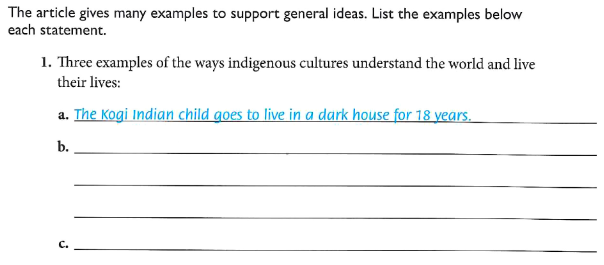 The article gives many examples to support general ideas. List the examples below
each statement.
1. Three examples of the ways indigenous cultures understand the world and live
their lives:
a. The Kogi Indian child goes to live in a dark house for 18 years.
b.
c.